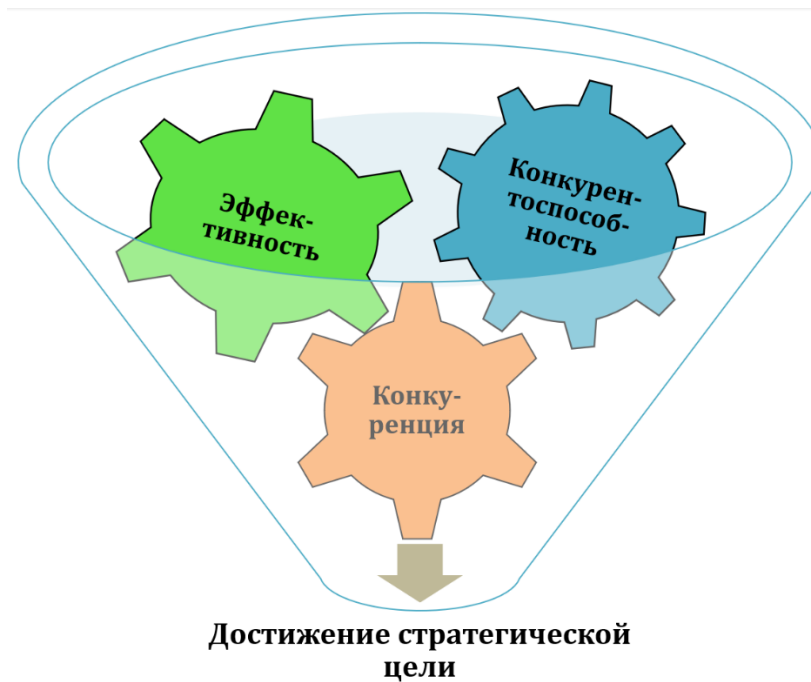 Эффек-
тивность
Конкурен-
тоспособ-
ность
Конку-
ренция
Достижение стратегической
цели